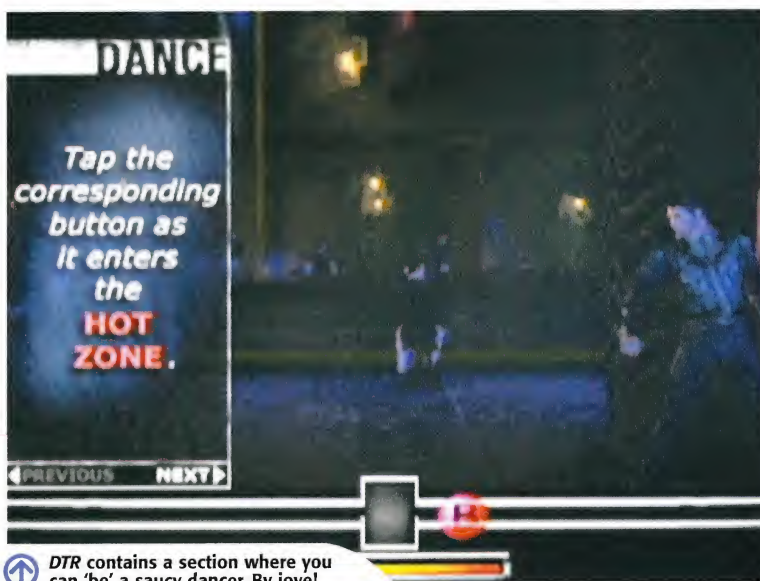 DANCE
Tap the
corresponding
button as
it enters
the
HOT
ZONE.
PREVIOUS NEXT
B
DTR contains a section where you
can 'be' a saucy dancer. By jove!